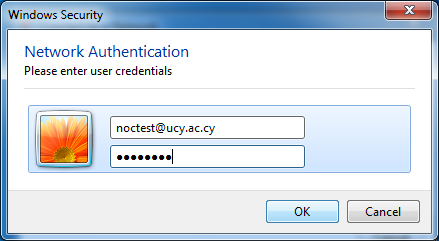 Windows Security
Network Authentication
Please enter user credentials
noctest@ucy.ac.cy
●●●●●●●●
OK
Cancel